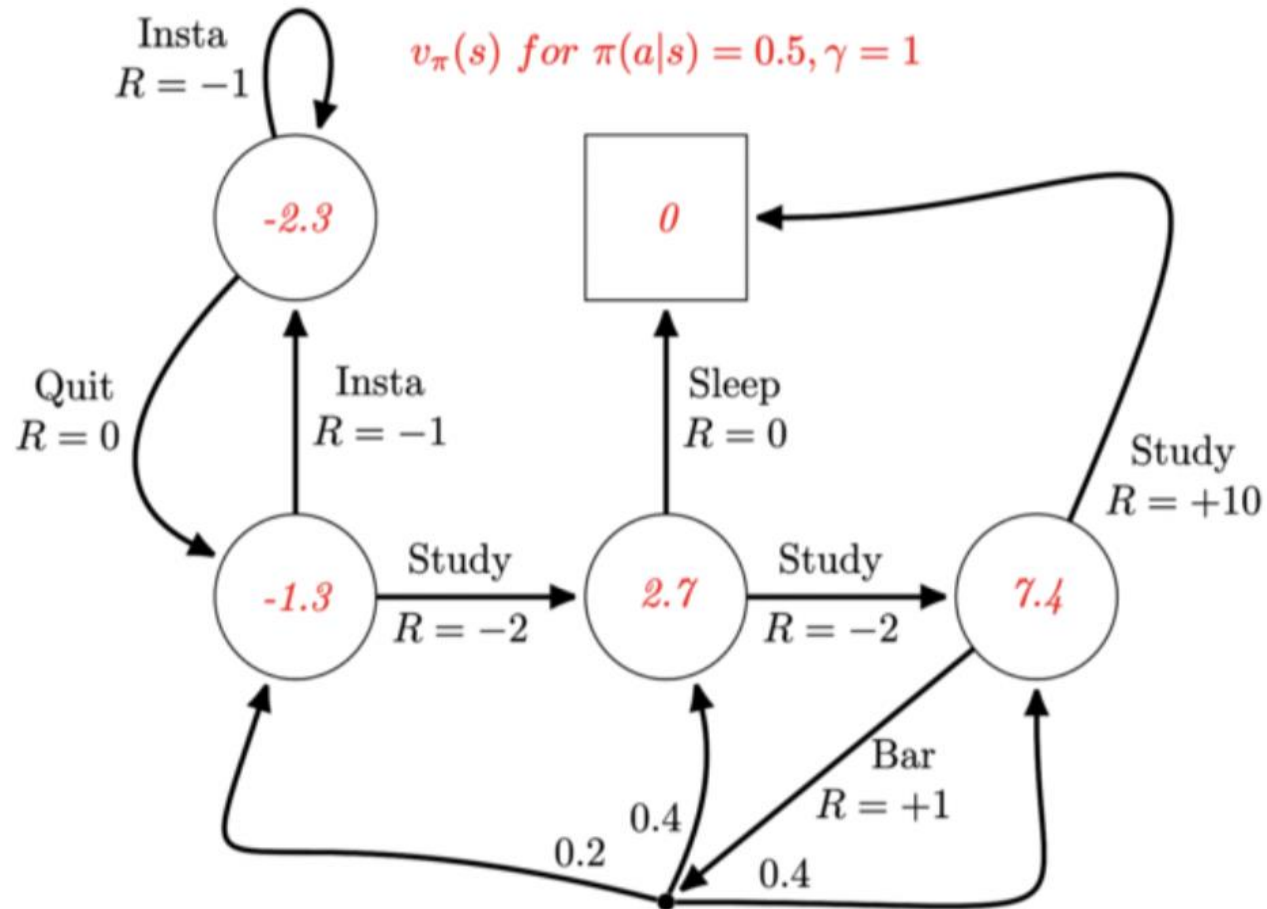 Insta
R = −1
v_π(s) for π(a|s) = 0.5, γ = 1
-2.3
0
Quit
R = 0
Insta
R = −1
Sleep
R = 0
Study
R = +10
-1.3
Study
R = −2
2.7
Study
R = −2
7.4
Bar
R = +1
0.4
0.2
0.4